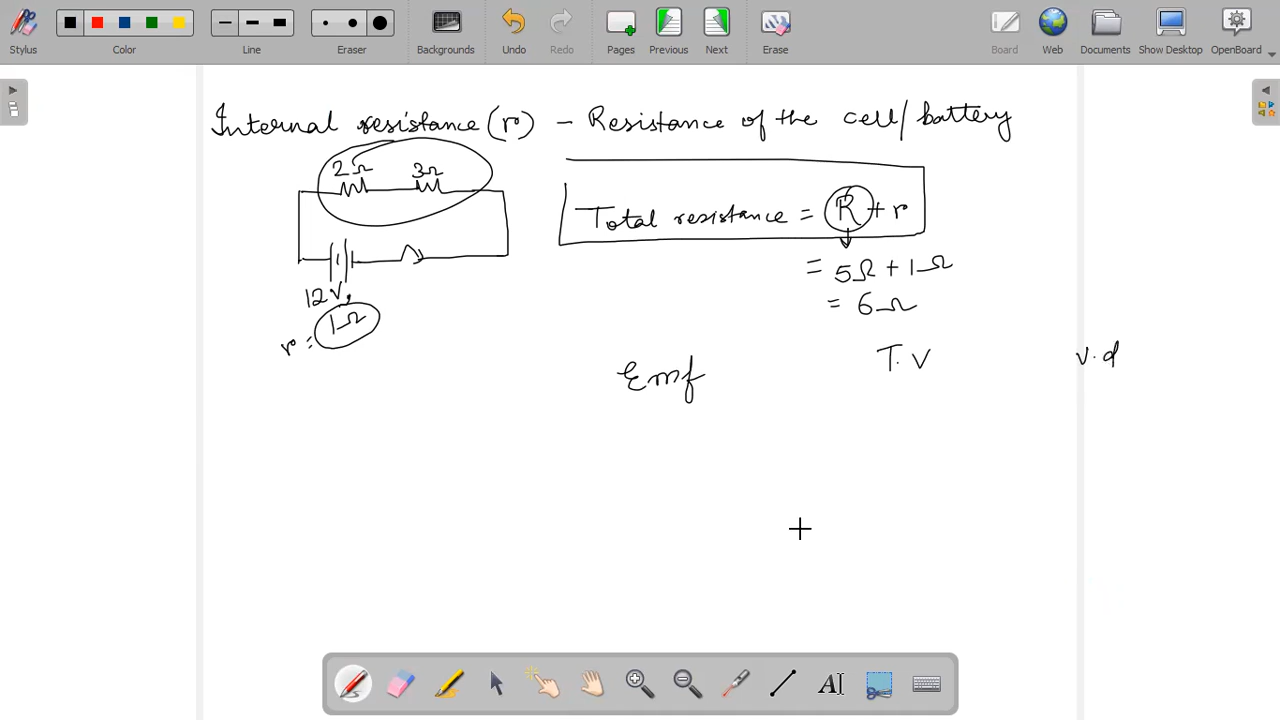 Stylus Color Line Eraser Backgrounds Undo Redo Pages Previous Next Erase Board Web Documents Show Desktop OpenBoard
Internal resistance (r) – Resistance of the cell/battery
2Ω 3Ω
Total resistance = R + r
= 5Ω + 1Ω
12V,
= 6Ω
r = 1Ω
Emf T.V V.d